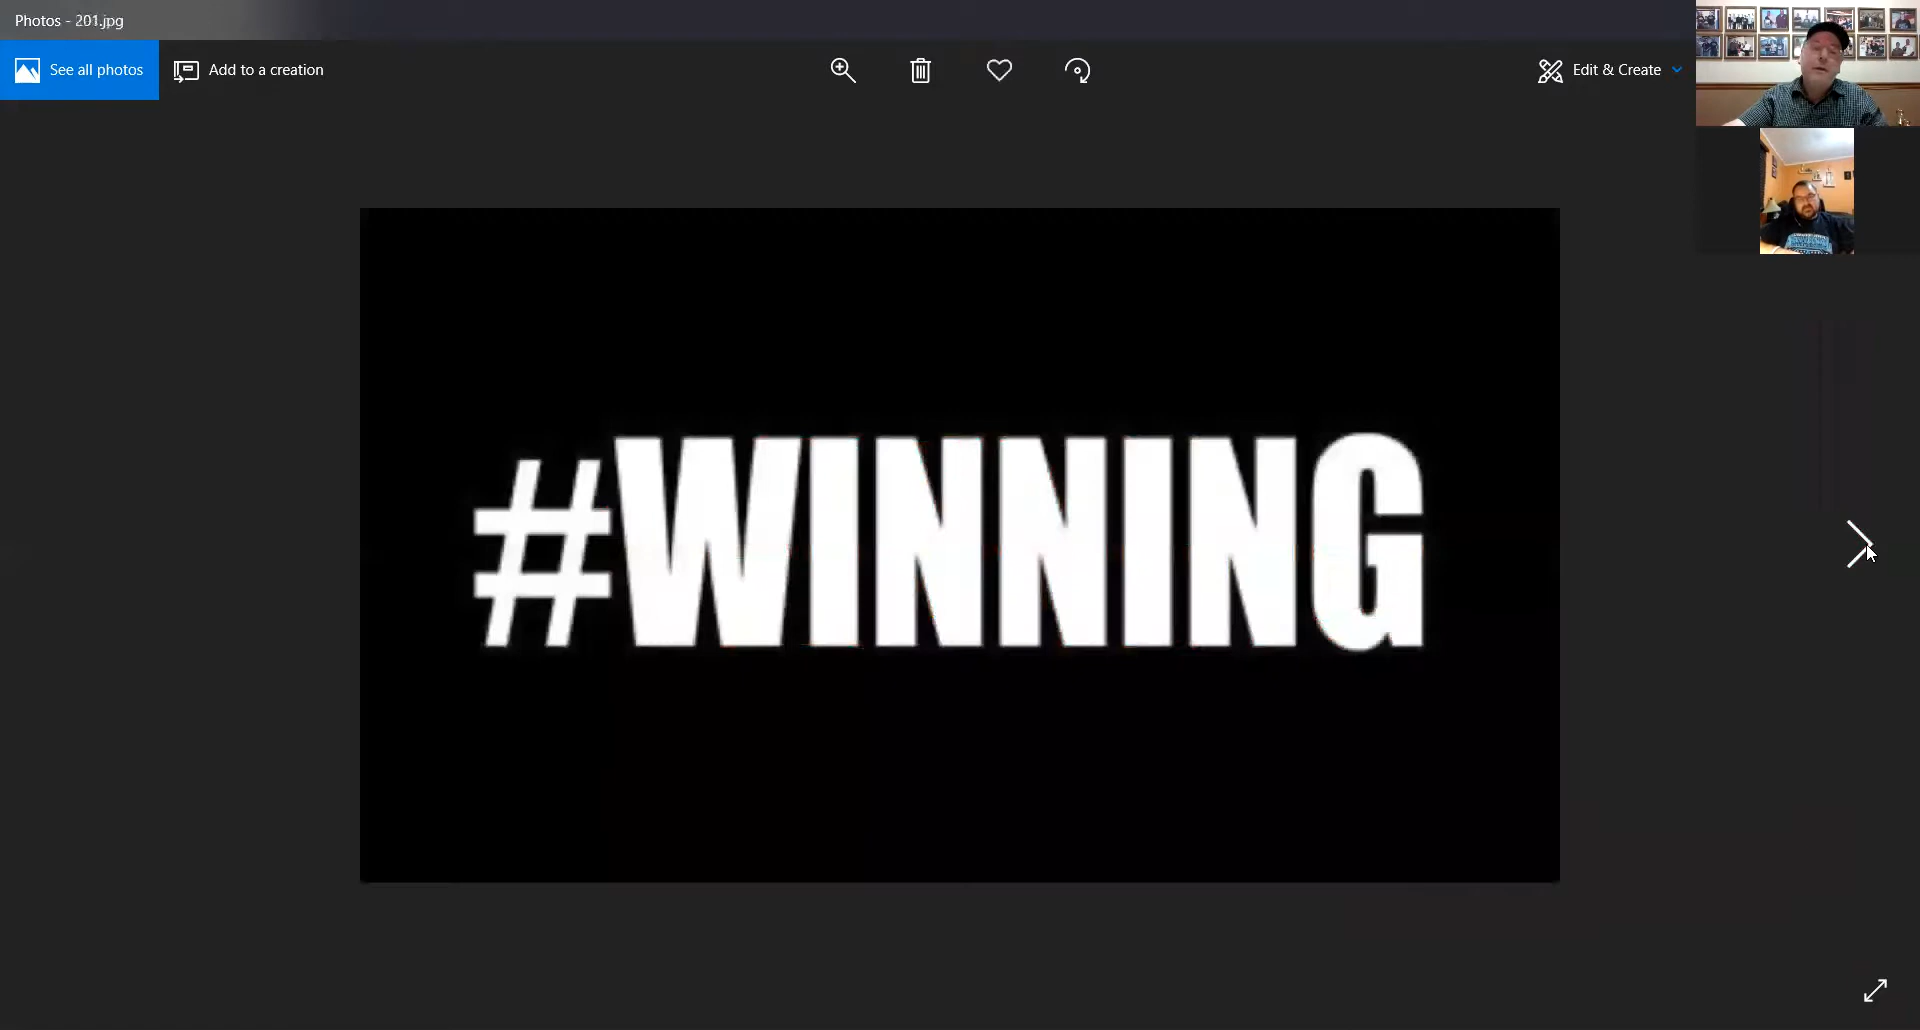 Photos - 201.jpg
See all photos
Add to a creation
Edit & Create
#WINNING